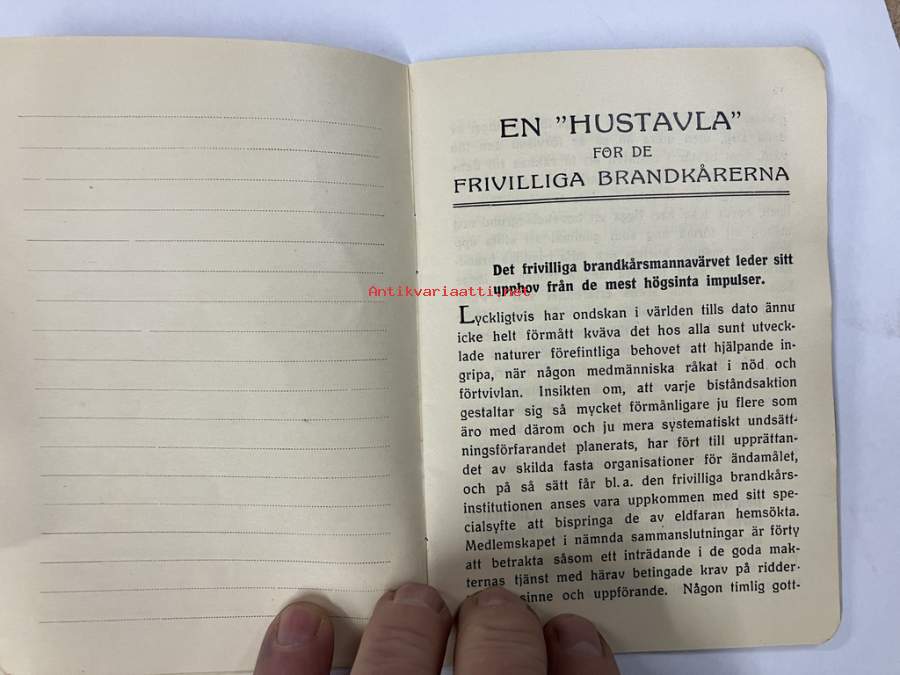 EN "HUSTAVLA"
FÖR DE
FRIVILLIGA BRANDKÅRERNA
Det frivilliga brandkårsmannavärvet leder sitt
upphov från de mest högsinta impulser.
Antikvariaatti.net
Lyckligtvis har ondskan i världen tills dato ännu
icke helt förmått kväva det hos alla sunt utveck-
lade naturer förefintliga behovet att hjälpande in-
gripa, när någon medmänniska råkat i nöd och
förtvivlan. Insikten om, att varje biståndsaktion
gestaltar sig så mycket förmånligare ju flere som
äro med därom och ju mera systematiskt undsätt-
ningsförfarandet planerats, har fört till upprättan-
det av skilda fasta organisationer för ändamålet,
och på så sätt får bl. a. den frivilliga brandkårs-
institutionen anses vara uppkommen med sitt spe-
cialsyfte att bispringa de av eldfaran hemsökta.
Medlemskapet i nämnda sammanslutningar är förty
att betrakta såsom ett inträdande i de goda mak-
ternas tjänst med härav betingade krav på ridder-
sinne och uppförande. Någon timlig gott-